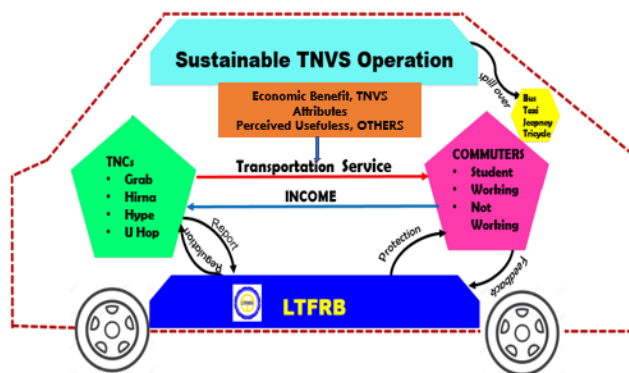 Sustainable TNVS Operation
spill over
Bus
Taxi
Jeepney
Tricycle
Economic Benefit, TNVS
Attributes
Perceived Usefuless, OTHERS
TNCs
• Grab
• Hirna
• Hype
• U Hop
Transportation Service
INCOME
COMMUTERS
• Student
• Working
• Not
Working
Report
Regulation
Protection
Feedback
LTFRB